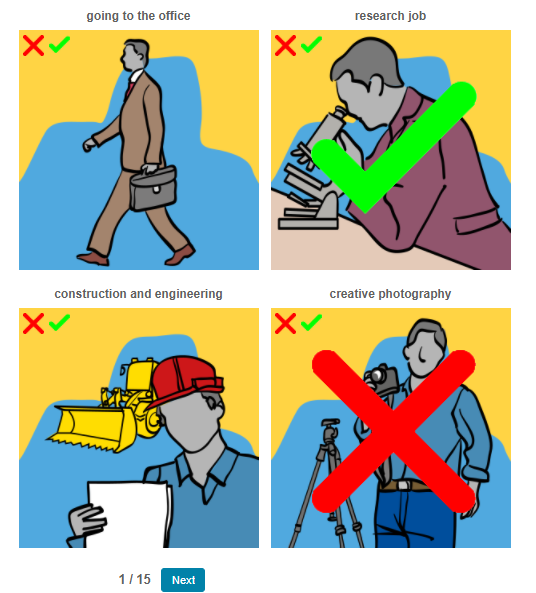 going to the office
research job
construction and engineering
creative photography
1 / 15 Next